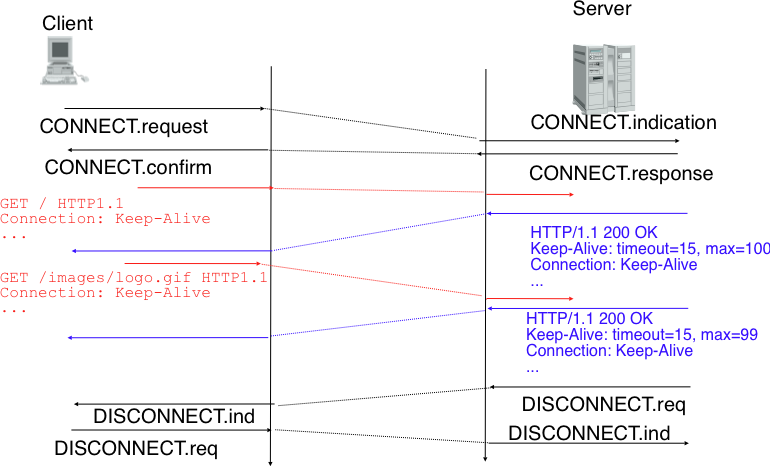 Client
Server
CONNECT.request
CONNECT.indication
CONNECT.confirm
CONNECT.response
GET / HTTP1.1
Connection: Keep-Alive
...
HTTP/1.1 200 OK
Keep-Alive: timeout=15, max=100
Connection: Keep-Alive
...
GET /images/logo.gif HTTP1.1
Connection: Keep-Alive
...
HTTP/1.1 200 OK
Keep-Alive: timeout=15, max=99
Connection: Keep-Alive
...
DISCONNECT.req
DISCONNECT.ind
DISCONNECT.ind
DISCONNECT.req